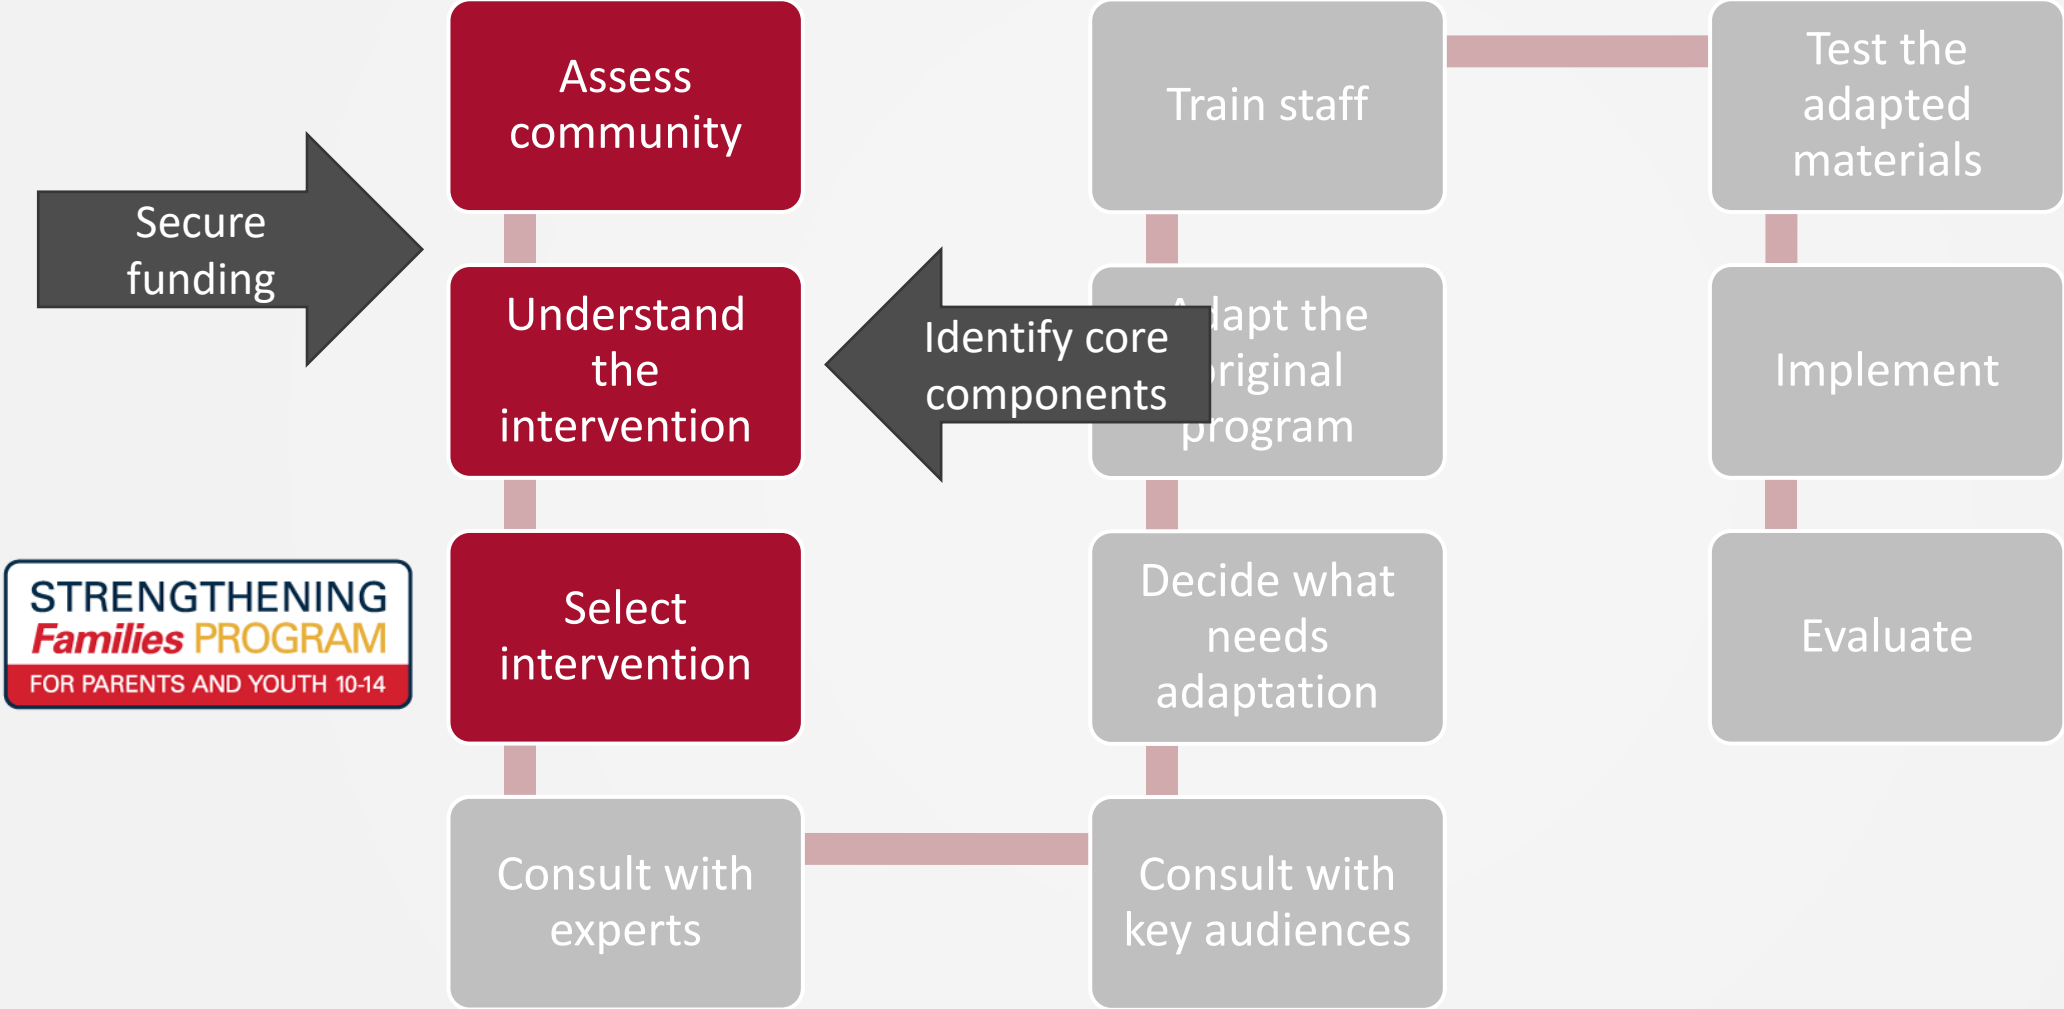 Assess
community
Secure
funding
Understand
the
intervention
Identify core
components
STRENGTHENING
Families PROGRAM
FOR PARENTS AND YOUTH 10-14
Select
intervention
Consult with
experts
Consult with
key audiences
Decide what
needs
adaptation
Adapt the
original
program
Train staff
Test the
adapted
materials
Implement
Evaluate